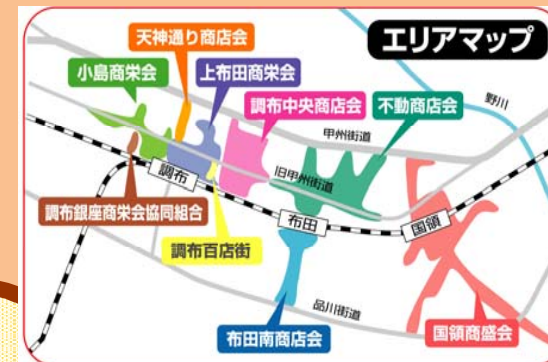 エリアマップ
天神通り商店会
小島商栄会
上布田商栄会
調布中央商店会
不動商店会
野川
甲州街道
旧甲州街道
調布
布田
国領
調布銀座商栄会協同組合
調布百店街
品川街道
布田南商店会
国領商盛会